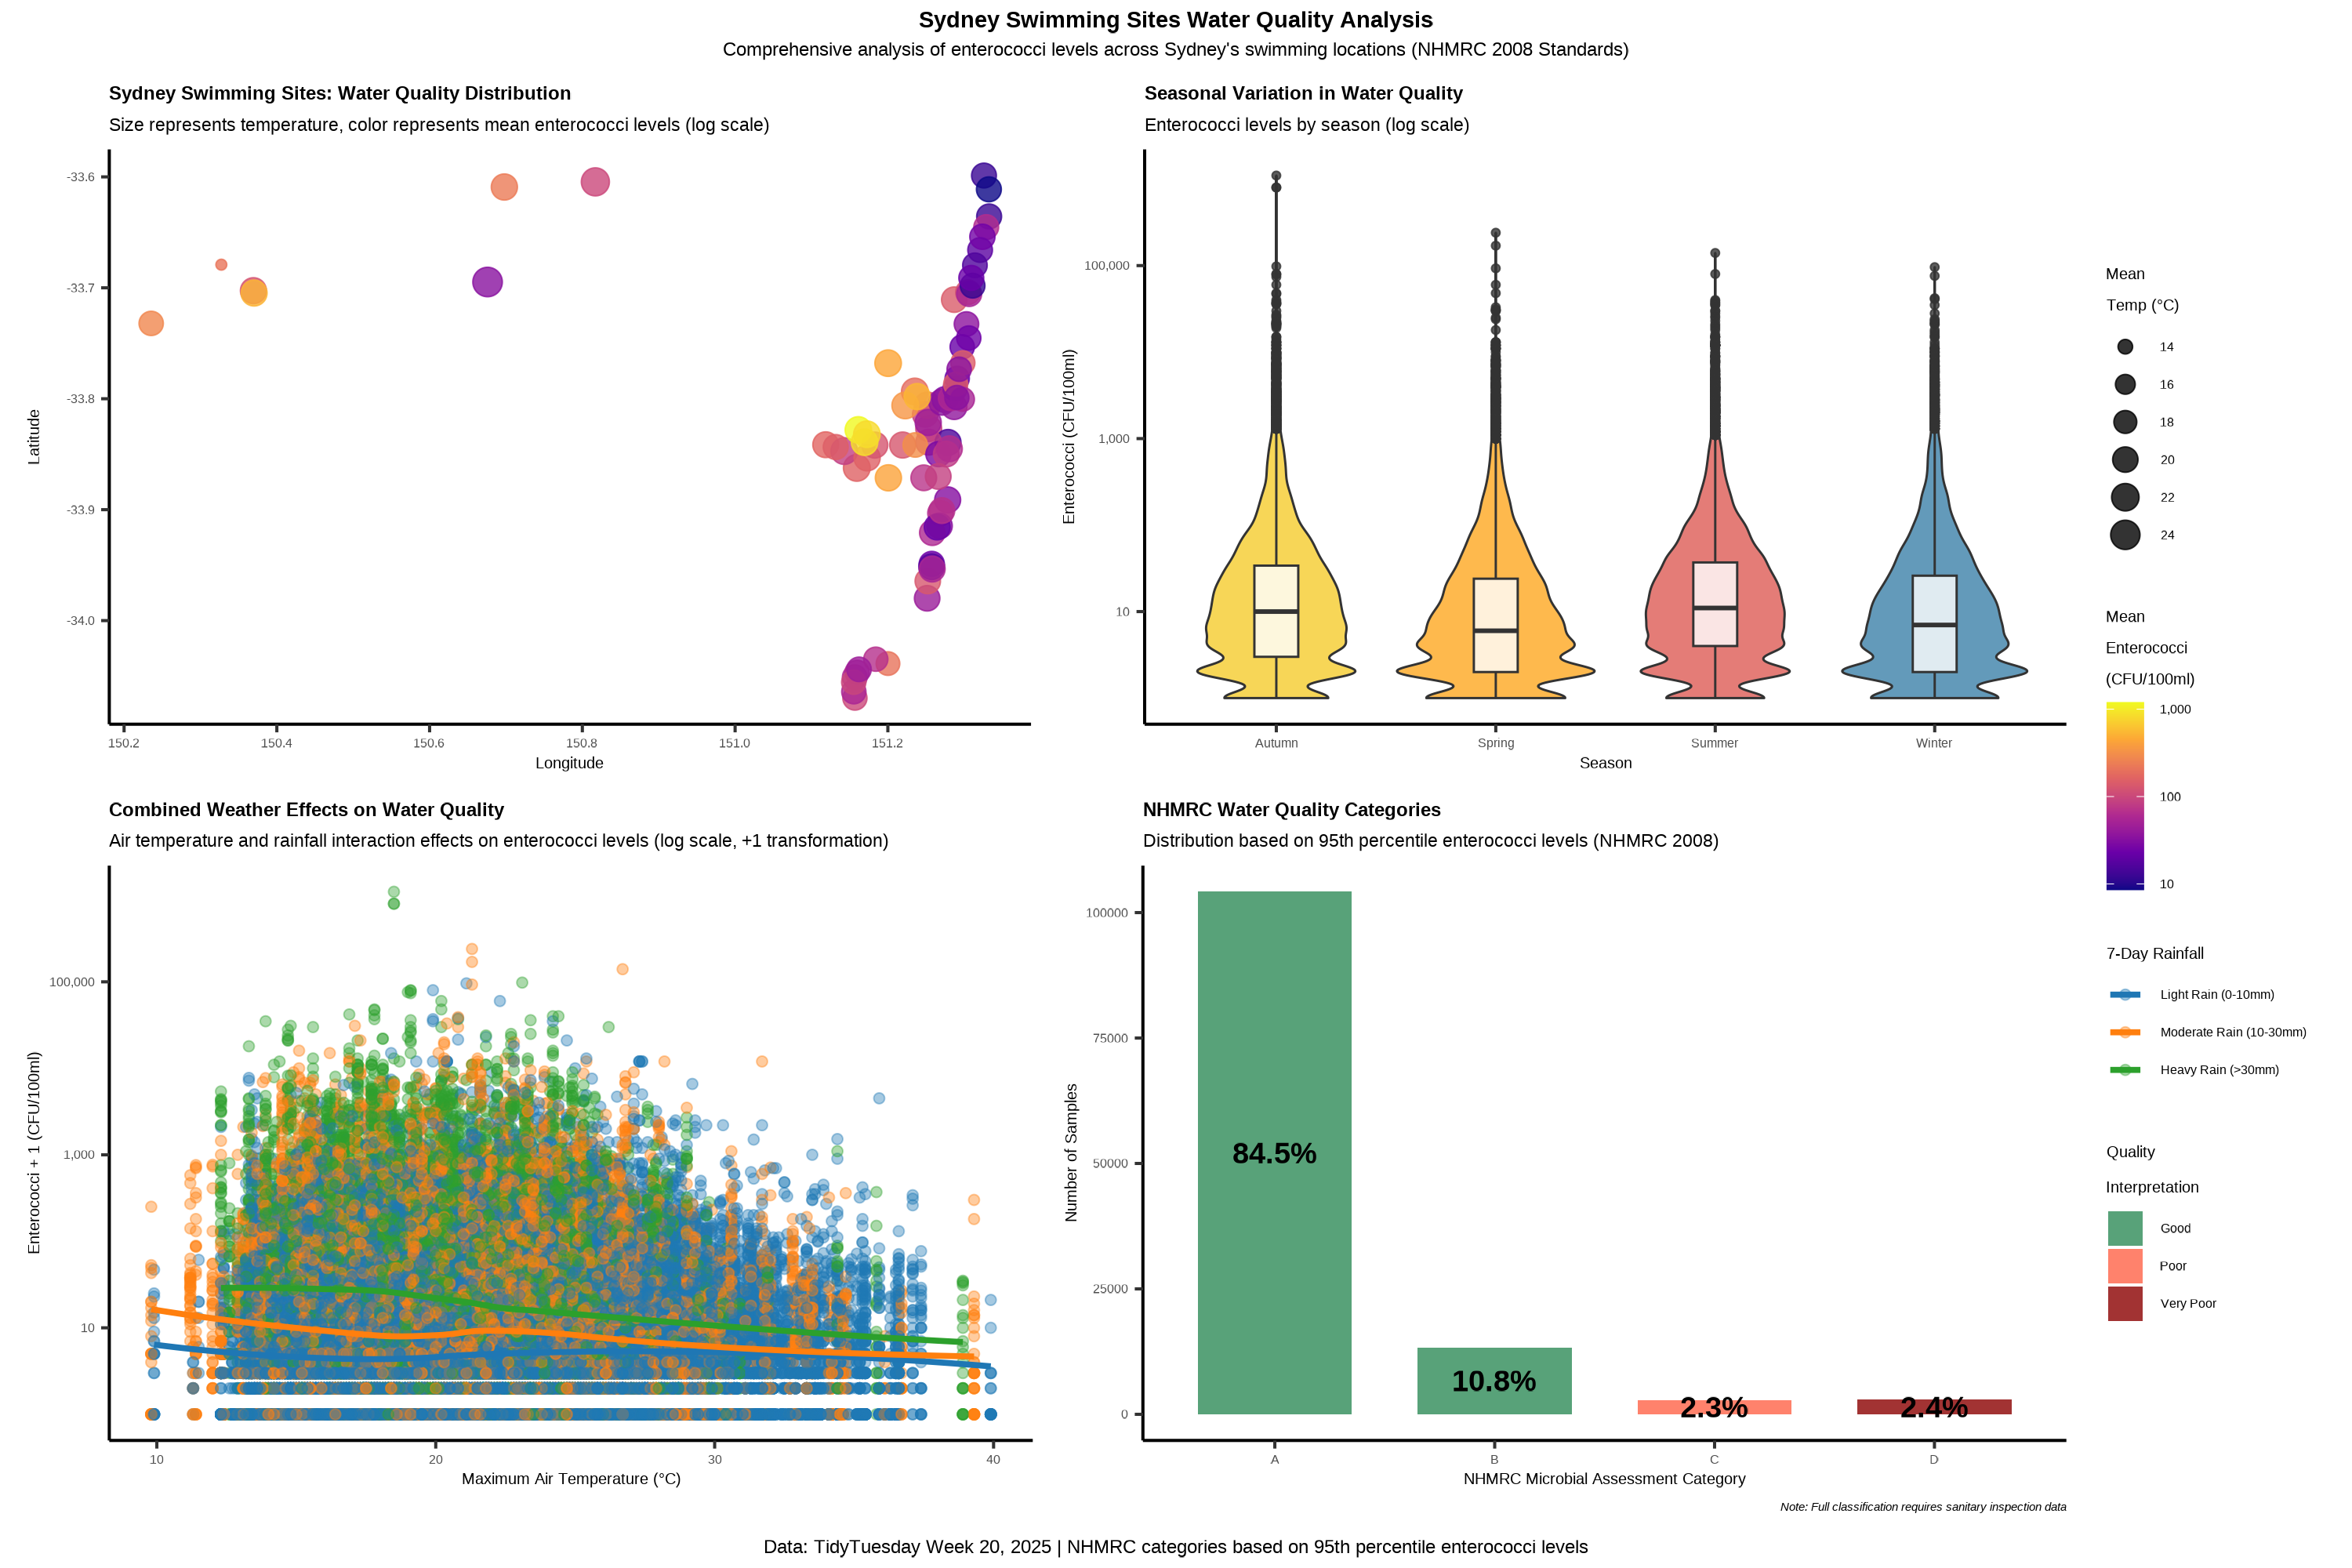 Sydney Swimming Sites Water Quality Analysis
Comprehensive analysis of enterococci levels across Sydney's swimming locations (NHMRC 2008 Standards)
Sydney Swimming Sites: Water Quality Distribution
Size represents temperature, color represents mean enterococci levels (log scale)
Latitude
-33.6
-33.7
-33.8
-33.9
-34.0
150.2
150.4
150.6
150.8
151.0
151.2
Longitude
Seasonal Variation in Water Quality
Enterococci levels by season (log scale)
Enterococci (CFU/100ml)
100,000
1,000
10
Autumn
Spring
Summer
Winter
Season
Mean
Temp (°C)
14
16
18
20
22
24
Mean
Enterococci
(CFU/100ml)
1,000
100
10
7-Day Rainfall
Light Rain (0-10mm)
Moderate Rain (10-30mm)
Heavy Rain (>30mm)
Quality
Interpretation
Good
Poor
Very Poor
Combined Weather Effects on Water Quality
Air temperature and rainfall interaction effects on enterococci levels (log scale, +1 transformation)
Enterococci + 1 (CFU/100ml)
100,000
1,000
10
10
20
30
40
Maximum Air Temperature (°C)
NHMRC Water Quality Categories
Distribution based on 95th percentile enterococci levels (NHMRC 2008)
Number of Samples
100000
75000
50000
25000
0
84.5%
10.8%
2.3%
2.4%
A
B
C
D
NHMRC Microbial Assessment Category
Note: Full classification requires sanitary inspection data
Data: TidyTuesday Week 20, 2025 | NHMRC categories based on 95th percentile enterococci levels